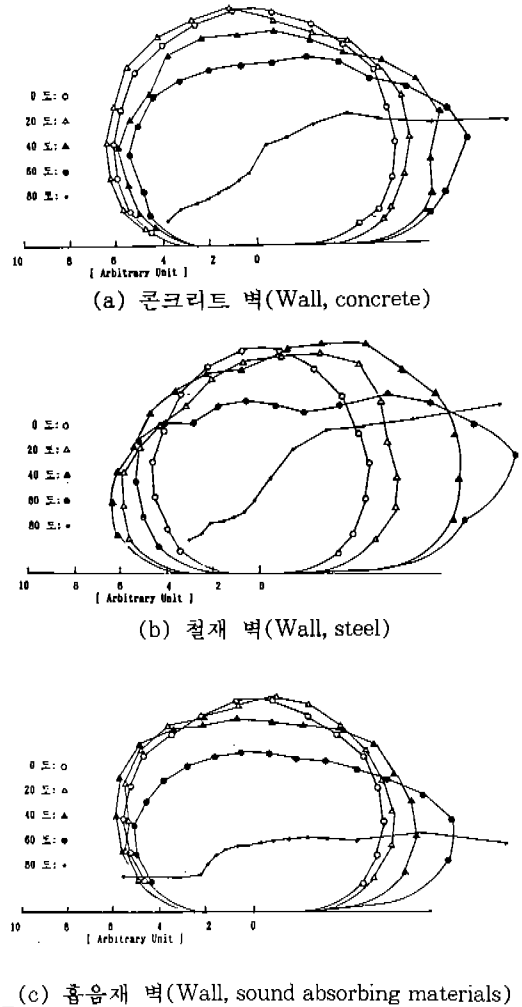 0 도: ○
20 도: △
40 도: ▲
60 도: ●
80 도: •
10 8 6 4 2 0
[ Arbitrary Unit ]
(a) 콘크리트 벽(Wall, concrete)
0 도: ○
20 도: △
40 도: ▲
60 도: ●
80 도: •
10 8 6 4 2 0
[ Arbitrary Unit ]
(b) 철재 벽(Wall, steel)
0 도: ○
20 도: △
40 도: ▲
60 도: ●
80 도: •
10 8 6 4 2 0
[ Arbitrary Unit ]
(c) 흡음재 벽(Wall, sound absorbing materials)